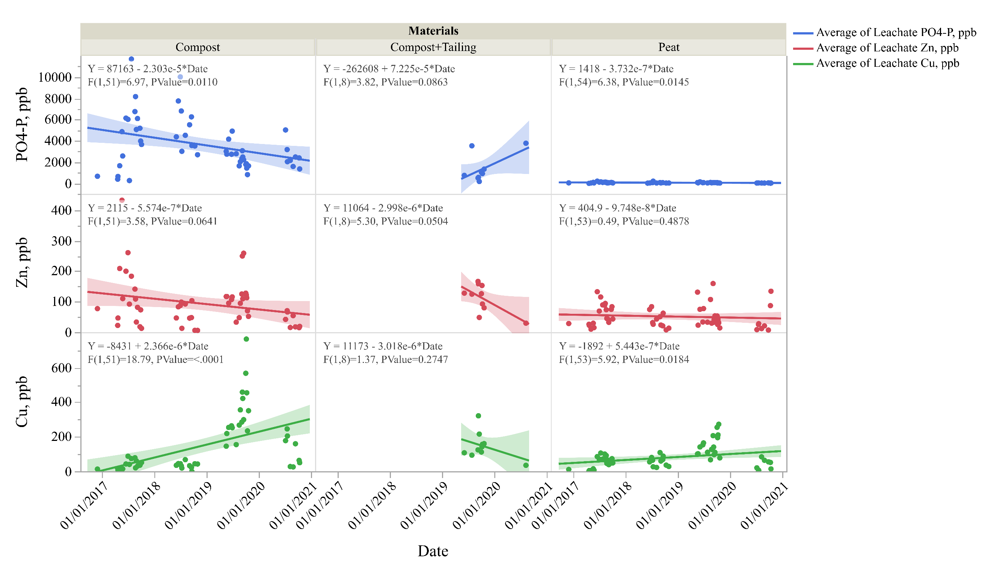 Materials
Compost
Compost+Tailing
Peat
Average of Leachate PO4-P, ppb
Average of Leachate Zn, ppb
Average of Leachate Cu, ppb
PO4-P, ppb
10000
8000
6000
4000
2000
0
Y = 87163 - 2.303e-5*Date
F(1,51)=6.97, PValue=0.0110
Y = -262608 + 7.225e-5*Date
F(1,8)=3.82, PValue=0.0863
Y = 1418 - 3.732e-7*Date
F(1,54)=6.38, PValue=0.0145
Zn, ppb
400
300
200
100
0
Y = 2115 - 5.574e-7*Date
F(1,51)=3.58, PValue=0.0641
Y = 11064 - 2.998e-6*Date
F(1,8)=5.30, PValue=0.0504
Y = 404.9 - 9.748e-8*Date
F(1,53)=0.49, PValue=0.4878
Cu, ppb
600
400
200
0
Y = -8431 + 2.366e-6*Date
F(1,51)=18.79, PValue=<.0001
Y = 11173 - 3.018e-6*Date
F(1,8)=1.37, PValue=0.2747
Y = -1892 + 5.443e-7*Date
F(1,53)=5.92, PValue=0.0184
01/01/2017
01/01/2018
01/01/2019
01/01/2020
01/01/2021
01/01/2017
01/01/2018
01/01/2019
01/01/2020
01/01/2021
01/01/2017
01/01/2018
01/01/2019
01/01/2020
01/01/2021
Date